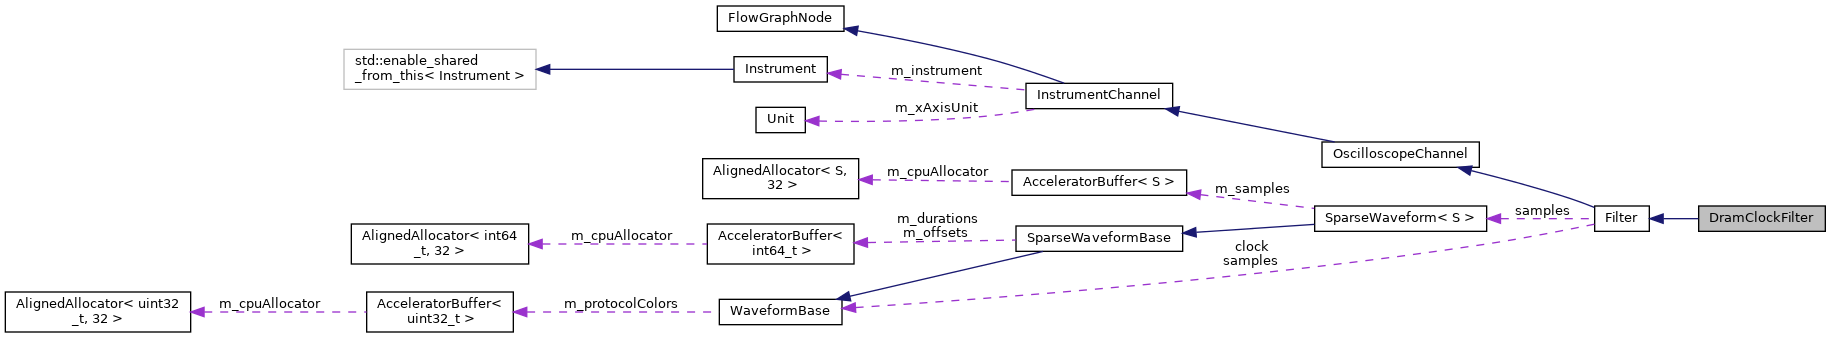 FlowGraphNode
std::enable_shared
_from_this< Instrument >
Instrument
m_instrument
InstrumentChannel
m_xAxisUnit
Unit
OscilloscopeChannel
AlignedAllocator< S,
32 >
m_cpuAllocator
AcceleratorBuffer< S >
m_samples
SparseWaveform< S >
samples
Filter
DramClockFilter
AlignedAllocator< int64
_t, 32 >
m_cpuAllocator
AcceleratorBuffer<
int64_t >
m_durations
m_offsets
SparseWaveformBase
clock
samples
AlignedAllocator< uint32
_t, 32 >
m_cpuAllocator
AcceleratorBuffer<
uint32_t >
m_protocolColors
WaveformBase